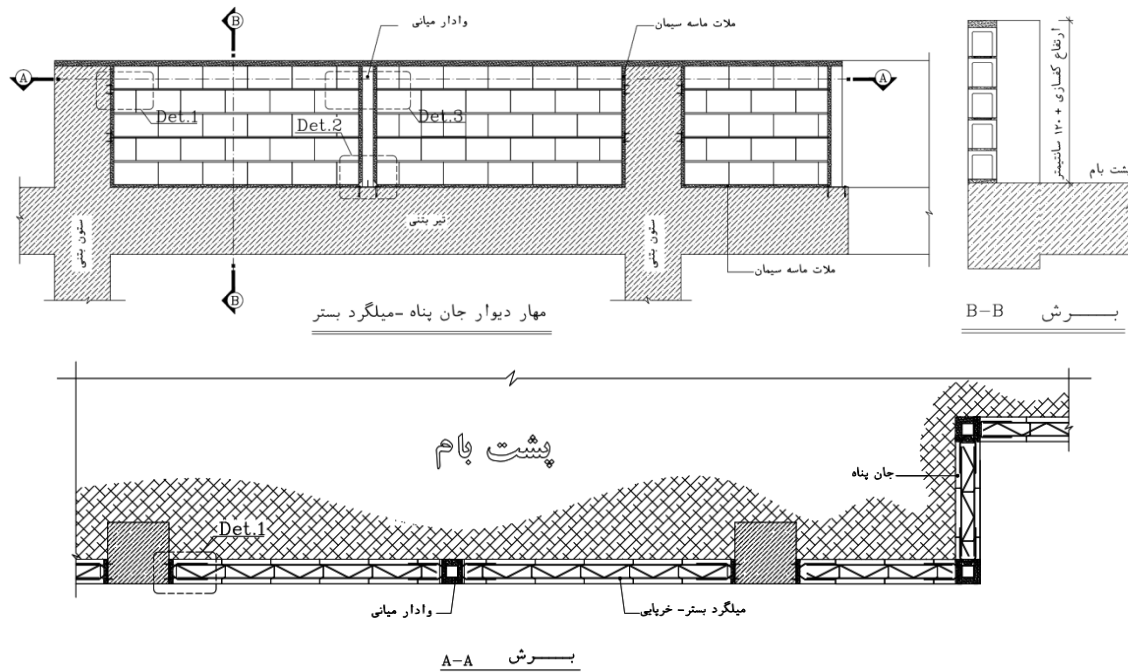 B
وادار میانی
ملات ماسه سیمان
A
A
Det.1
Det.2
Det.3
ارتفاع کفسازی + ۱۲۰ سانتیمتر
پشت بام
ستون بتنی
تیر بتنی
ستون بتنی
ملات ماسه سیمان
B
مهار دیوار جان پناه -میلگرد بستر
برش B-B
پشت بام
جان پناه
Det.1
وادار میانی
میلگرد بستر- خرپایی
برش A-A